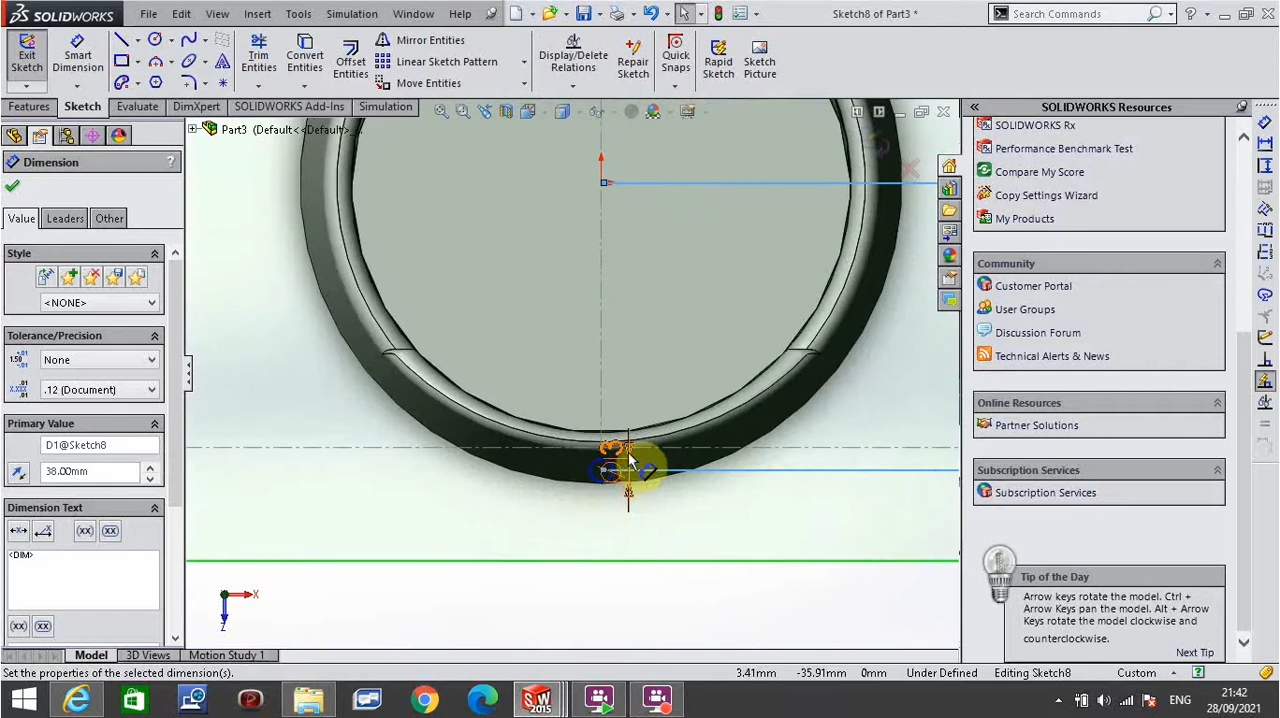 SOLIDWORKS File Edit View Insert Tools Simulation Window Help Sketch8 of Part3 * Search Commands
Exit Sketch
Smart Dimension
Trim Entities
Convert Entities
Offset Entities
Mirror Entities
Linear Sketch Pattern
Move Entities
Display/Delete Relations
Repair Sketch
Quick Snaps
Rapid Sketch
Sketch Picture
Features Sketch Evaluate DimXpert SOLIDWORKS Add-Ins Simulation
SOLIDWORKS Resources
Part3 (Default<<Default>_...
Dimension ?
Value Leaders Other
Style
<NONE>
Tolerance/Precision
None
.12 (Document)
Primary Value
D1@Sketch8
38.00mm
Dimension Text
<DIM>
(xx) (xx)
(xx) (xx)
3
X
Z
SOLIDWORKS Rx
Performance Benchmark Test
Compare My Score
Copy Settings Wizard
My Products
Community
Customer Portal
User Groups
Discussion Forum
Technical Alerts & News
Online Resources
Partner Solutions
Subscription Services
Subscription Services
Tip of the Day
Arrow keys rotate the model. Ctrl +
Arrow Keys pan the model. Alt + Arrow
Keys rotate the model clockwise and
counterclockwise.
Next Tip
Model 3D Views Motion Study 1
Set the properties of the selected dimension(s). 3.41mm -35.91mm 0mm Under Defined Editing Sketch8 Custom
SW 2015
ENG
21:42
28/09/2021